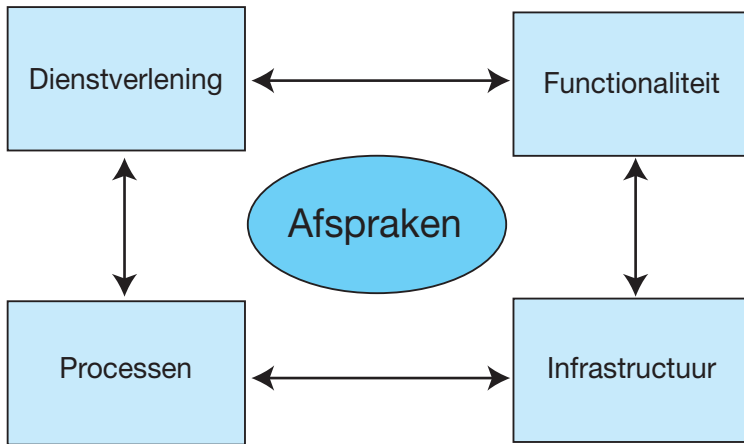 Dienstverlening
Functionaliteit
Afspraken
Processen
Infrastructuur